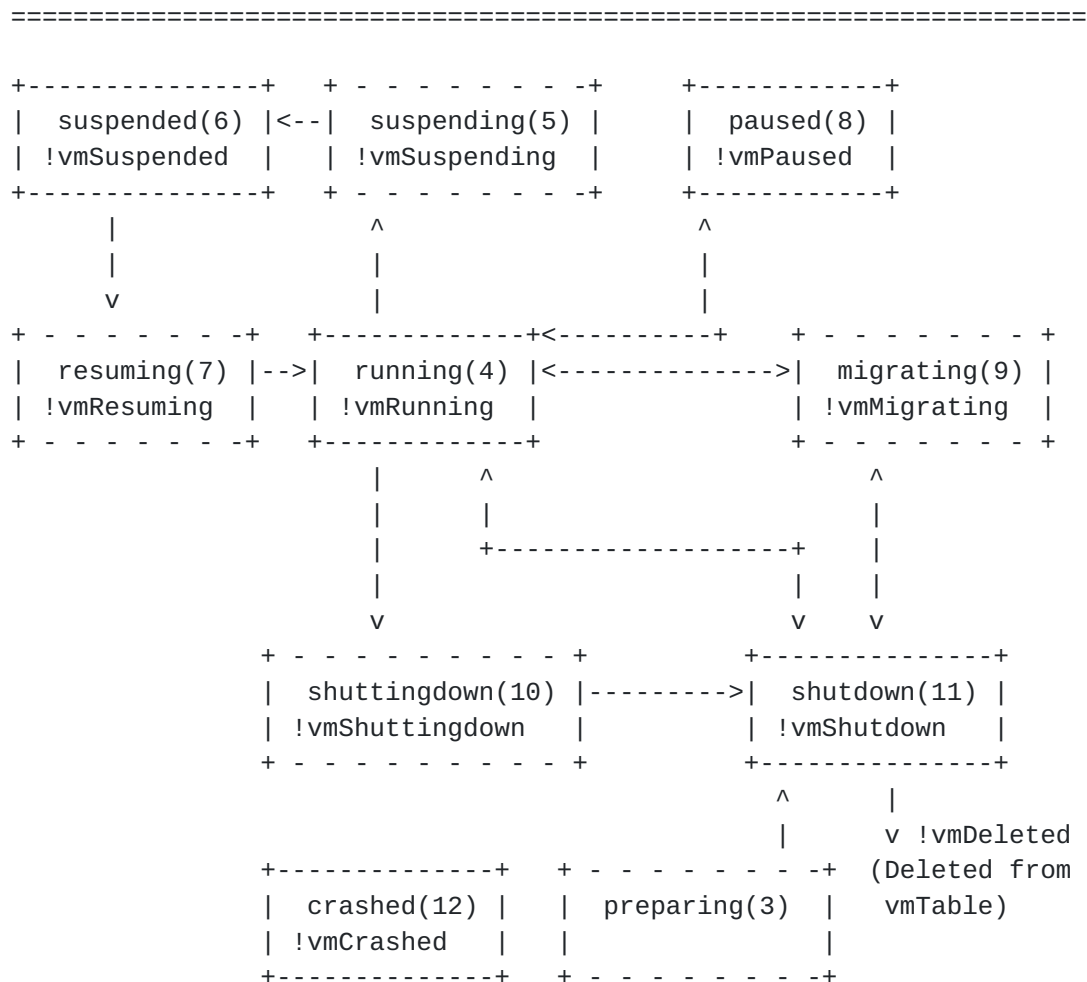 =====================================================================
+---------------+   + - - - - - - - -+     +------------+
|  suspended(6) |<--|  suspending(5) |     |  paused(8) |
| !vmSuspended  |   | !vmSuspending  |     | !vmPaused  |
+---------------+   + - - - - - - - -+     +------------+
      |                ^                    ^
      |                |                    |
      v                |                    |
+ - - - - - - -+   +-------------+<----------+    + - - - - - - - +
|  resuming(7) |-->|  running(4) |<-------------->|  migrating(9) |
| !vmResuming  |   | !vmRunning  |                | !vmMigrating  |
+ - - - - - - -+   +-------------+                + - - - - - - - +
                       |      ^                        ^
                       |      |                        |
                       |      +-------------------+    |
                       |                          |    |
                       v                          v    v
                + - - - - - - - - - - +          +---------------+
                |  shuttingdown(10) |--------->|  shutdown(11) |
                | !vmShuttingdown   |          | !vmShutdown   |
                + - - - - - - - - - - +          +---------------+
                                                 ^      |
                                                 |      v !vmDeleted
                +--------------+   + - - - - - - - -+  (Deleted from
                |  crashed(12) |   |  preparing(3)  |   vmTable)
                | !vmCrashed   |   |                |
                +--------------+   + - - - - - - - -+